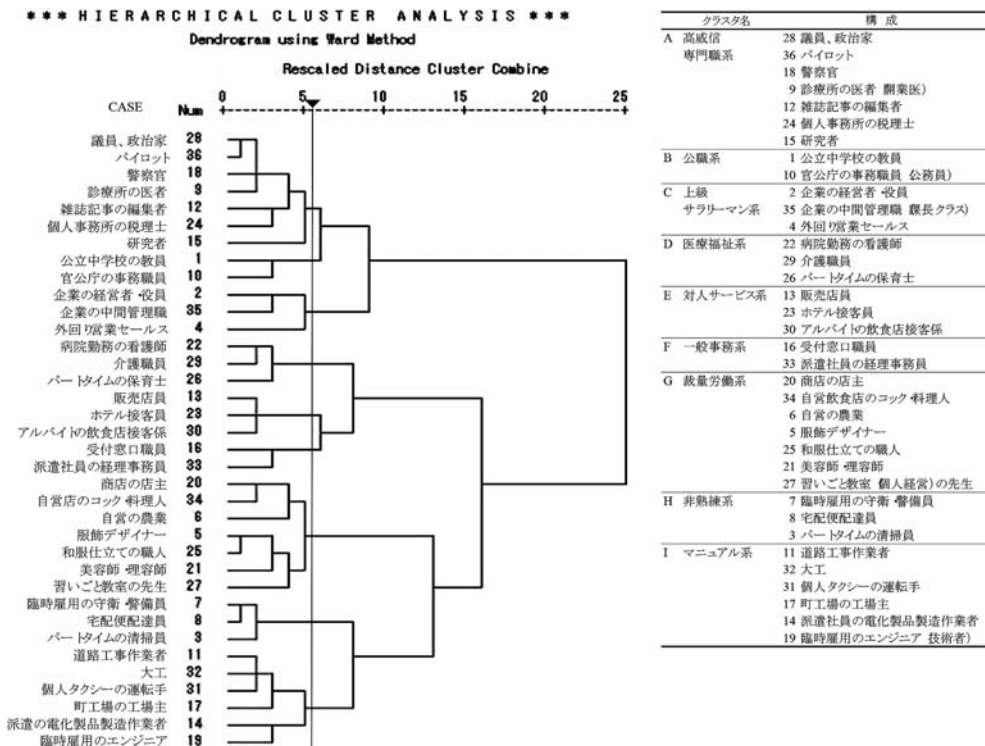 *** HIERARCHICAL CLUSTER ANALYSIS ***
Dendrogram using Ward Method
Rescaled Distance Cluster Combine
CASE Num 0 5 10 15 20 25
議員、政治家 28
パイロット 36
警察官 18
診療所の医者 9
雑誌記事の編集者 12
個人事務所の税理士 24
研究者 15
公立中学校の教員 1
官公庁の事務職員 10
企業の経営者・役員 2
企業の中間管理職 35
外回り営業セールス 4
病院勤務の看護師 22
介護職員 29
パートタイムの保育士 26
販売店員 13
ホテル接客員 23
アルバイトの飲食店接客係 30
受付窓口職員 16
派遣社員の経理事務員 33
商店の店主 20
自営店のコック・料理人 34
自営の農業 6
服飾デザイナー 5
和服仕立ての職人 25
美容師・理容師 21
習いごと教室の先生 27
臨時雇用の守衛・警備員 7
宅配便配達員 8
パートタイムの清掃員 3
道路工事作業者 11
大工 32
個人タクシーの運転手 31
町工場の工場主 17
派遣の電化製品製造作業者 14
臨時雇用のエンジニア 19
クラスタ名 構成
A 高威信 28 議員、政治家
専門職系 36 パイロット
18 警察官
9 診療所の医者 開業医)
12 雑誌記事の編集者
24 個人事務所の税理士
15 研究者
B 公職系 1 公立中学校の教員
10 官公庁の事務職員 公務員)
C 上級 2 企業の経営者・役員
サラリーマン系 35 企業の中間管理職 課長クラス)
4 外回り営業セールス
D 医療福祉系 22 病院勤務の看護師
29 介護職員
26 パートタイムの保育士
E 対人サービス系 13 販売店員
23 ホテル接客員
30 アルバイトの飲食店接客係
F 一般事務系 16 受付窓口職員
33 派遣社員の経理事務員
G 裁量労働系 20 商店の店主
34 自営飲食店のコック・料理人
6 自営の農業
5 服飾デザイナー
25 和服仕立ての職人
21 美容師・理容師
27 習いごと教室 個人経営)の先生
H 非熟練系 7 臨時雇用の守衛・警備員
8 宅配便配達員
3 パートタイムの清掃員
I マニュアル系 11 道路工事作業者
32 大工
31 個人タクシーの運転手
17 町工場の工場主
14 派遣社員の電化製品製造作業者
19 臨時雇用のエンジニア 技術者)